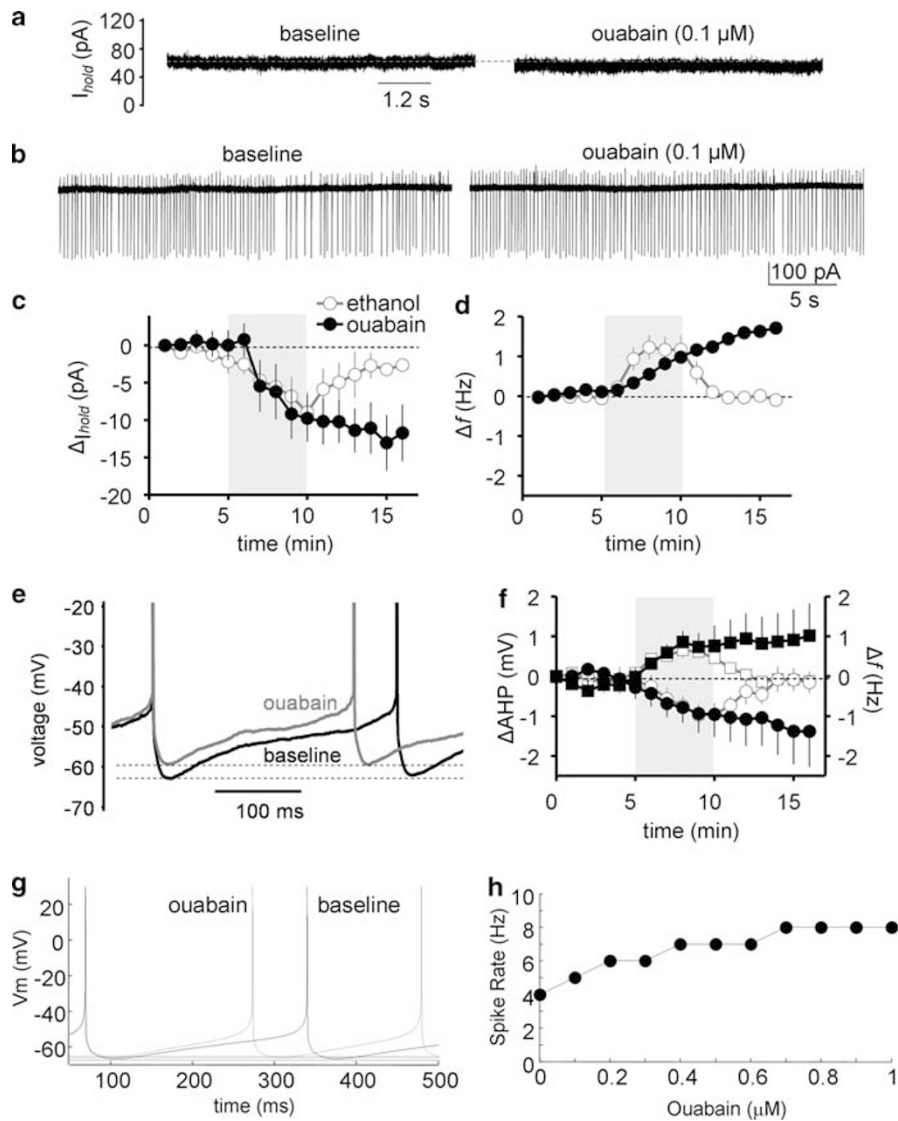 a
I_hold (pA)
120
80
40
0
baseline
ouabain (0.1 μM)
1.2 s
b
baseline
ouabain (0.1 μM)
100 pA
5 s
c
ethanol
ouabain
0
-5
-10
-15
-20
Δ I_hold (pA)
0 5 10 15
time (min)
d
2
1
0
-1
-2
Δf (Hz)
0 5 10 15
time (min)
e
-20
-30
-40
-50
-60
-70
voltage (mV)
ouabain
baseline
100 ms
f
2
1
0
-1
-2
ΔAHP (mV)
2
1
0
-1
-2
Δf (Hz)
0 5 10 15
time (min)
g
20
0
-20
-40
-60
Vm (mV)
ouabain
baseline
100 200 300 400 500
time (ms)
h
10
8
6
4
2
0
Spike Rate (Hz)
0 0.2 0.4 0.6 0.8 1
Ouabain (μM)